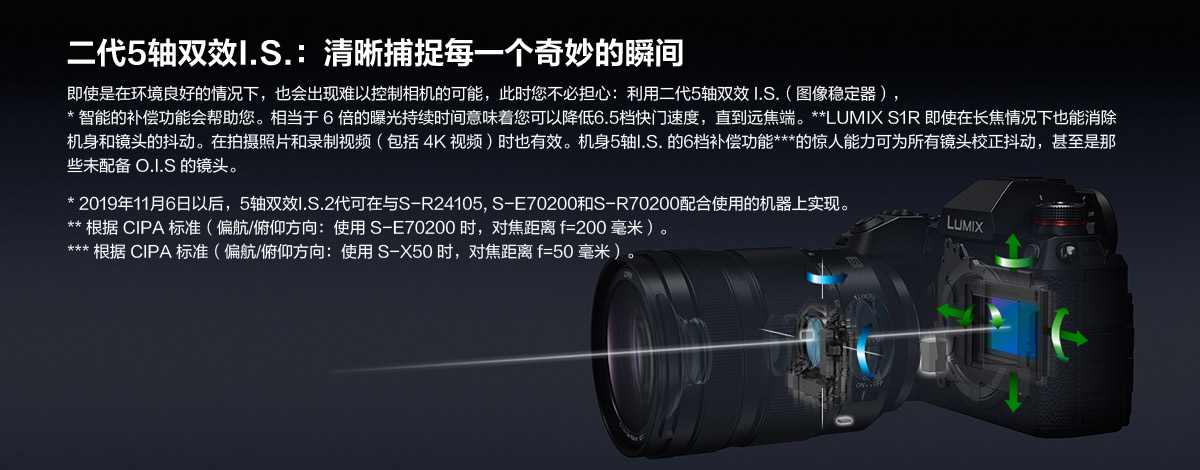 二代5轴双效I.S.：清晰捕捉每一个奇妙的瞬间
即使是在环境良好的情况下，也会出现难以控制相机的可能，此时您不必担心：利用二代5轴双效 I.S.（图像稳定器），
* 智能的补偿功能会帮助您。相当于 6 倍的曝光持续时间意味着您可以降低6.5档快门速度，直到远焦端。**LUMIX S1R 即使在长焦情况下也能消除
机身和镜头的抖动。在拍摄照片和录制视频（包括 4K 视频）时也有效。机身5轴I.S. 的6档补偿功能***的惊人能力可为所有镜头校正抖动，甚至是那
些未配备 O.I.S 的镜头。
* 2019年11月6日以后，5轴双效I.S.2代可在与S-R24105, S-E70200和S-R70200配合使用的机器上实现。
** 根据 CIPA 标准（偏航/俯仰方向：使用 S-E70200 时，对焦距离 f=200 毫米）。
*** 根据 CIPA 标准（偏航/俯仰方向：使用 S-X50 时，对焦距离 f=50 毫米）。
LUMIX